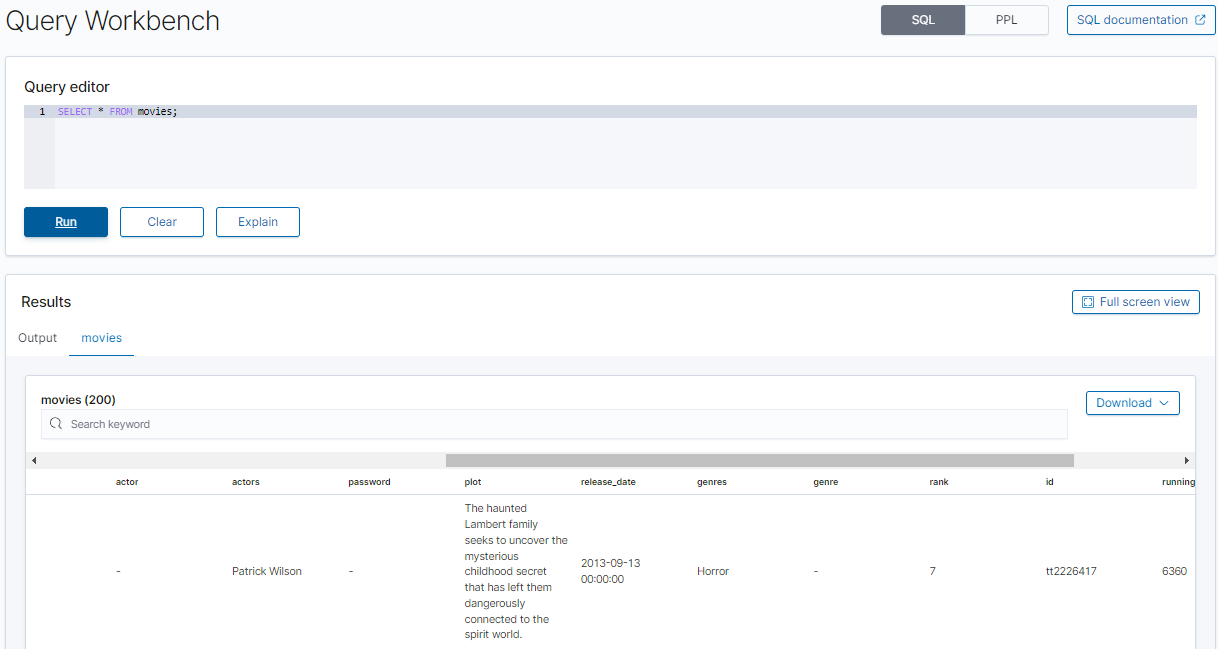 Query Workbench
SQL
PPL
SQL documentation
Query editor
1 SELECT * FROM movies;
Run
Clear
Explain
Results
Full screen view
Output
movies
movies (200)
Download
Search keyword
actor actors password plot release_date genres genre rank id running
The haunted
Lambert family
seeks to uncover the
mysterious
childhood secret
that has left them
dangerously
connected to the
spirit world.
- Patrick Wilson -
2013-09-13
00:00:00
Horror - 7 tt2226417 6360